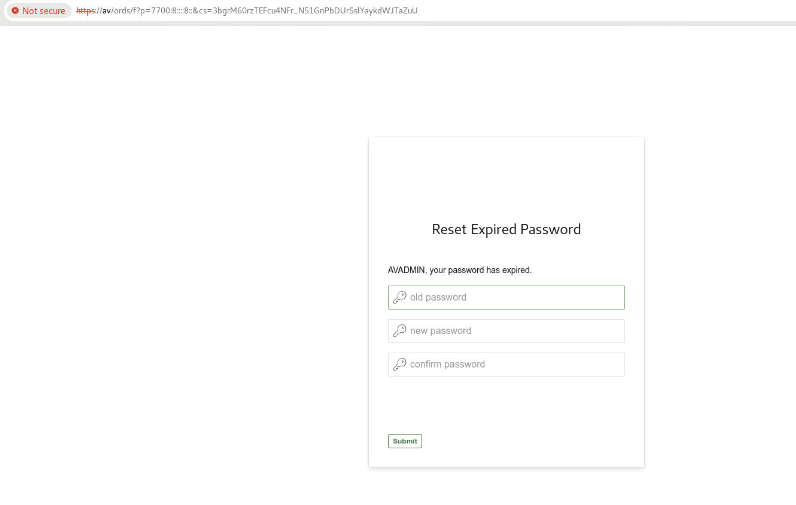 Not secure https://av/ords/f?p=7700:8::::8::&cs=3bgrM60rzTEFcu4NFr_N51GnPbDUrSslYaykdWJTaZuU
Reset Expired Password
AVADMIN, your password has expired.
old password
new password
confirm password
Submit